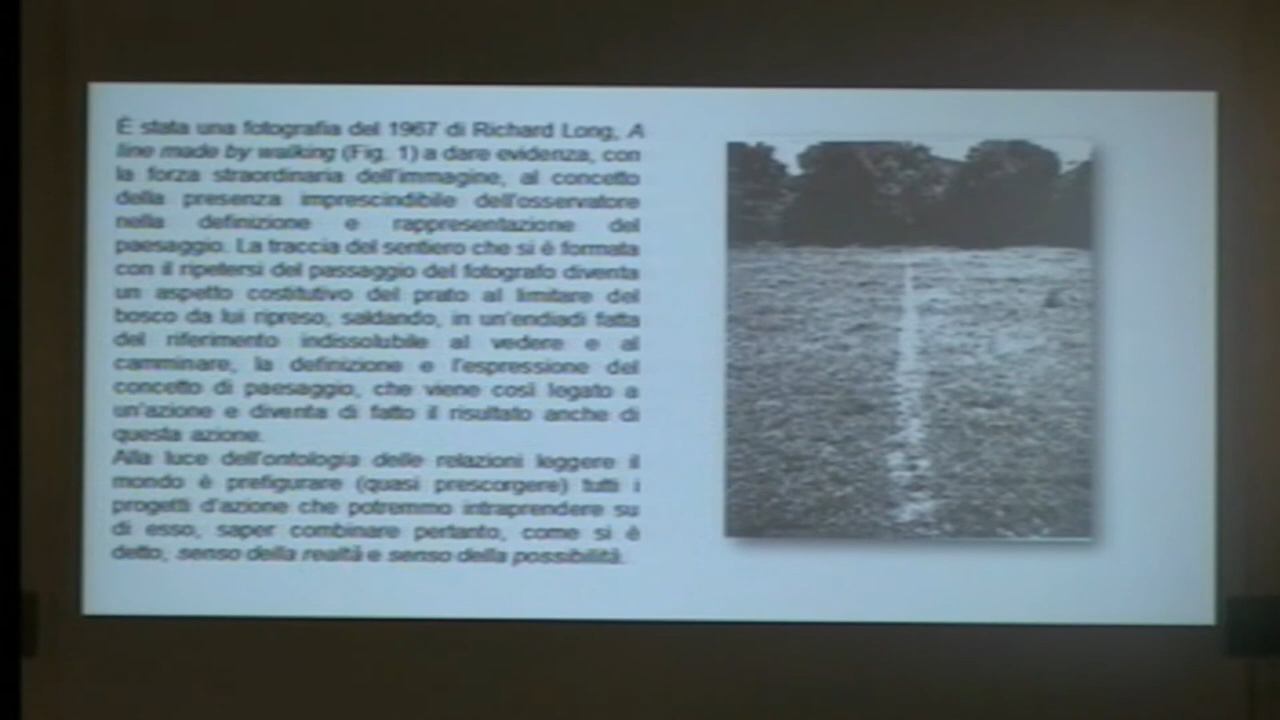 È stata una fotografia del 1967 di Richard Long, A
line made by walking (Fig. 1) a dare evidenza, con
la forza straordinaria dell'immagine, al concetto
della presenza imprescindibile dell'osservatore
nella definizione e rappresentazione del
paesaggio. La traccia del sentiero che si è formata
con il ripetersi del passaggio del fotografo diventa
un aspetto costitutivo del prato al limitare del
bosco da lui ripreso, saldando, in un'endiadi fatta
del riferimento indissolubile al vedere e al
camminare, la definizione e l'espressione del
concetto di paesaggio, che viene così legato a
un'azione e diventa di fatto il risultato anche di
questa azione.
Alla luce dell'ontologia delle relazioni leggere il
mondo è prefigurare (quasi prescorgere) tutti i
progetti d'azione che potremmo intraprendere su
di esso, saper combinare pertanto, come si è
detto, senso della realtà e senso della possibilità.